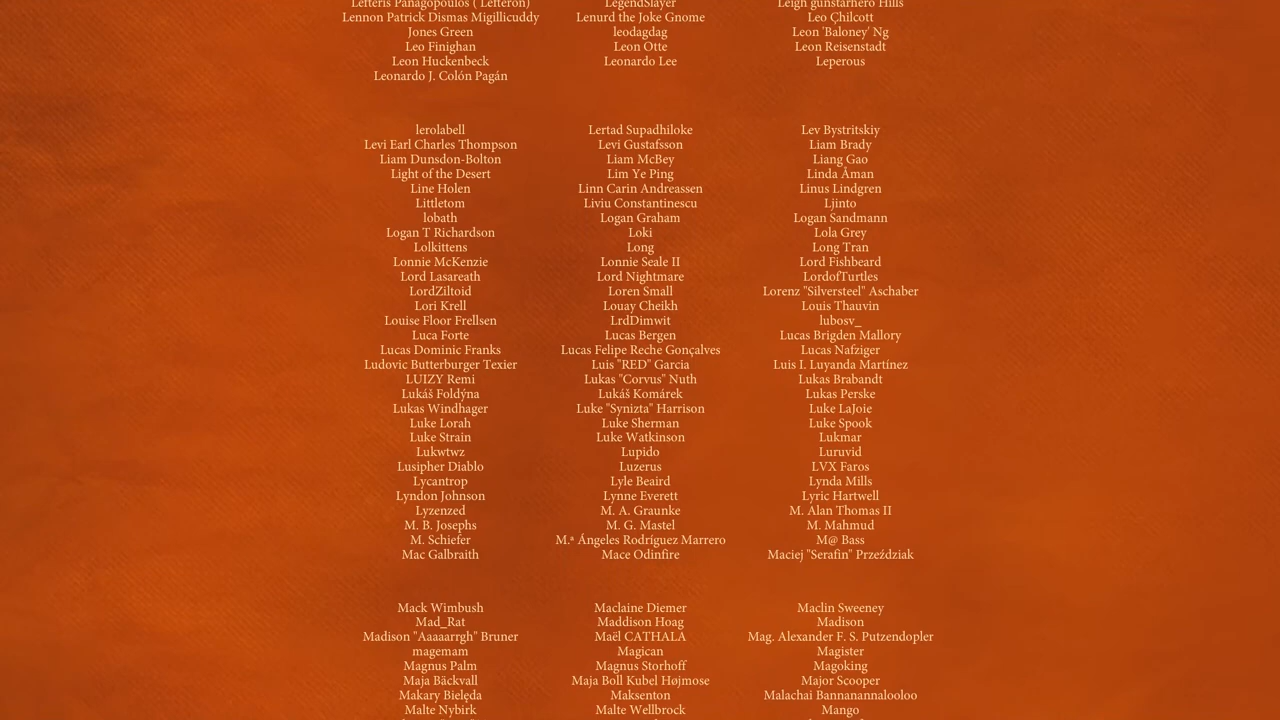 Lefteris Panagopoulos ( Lefteron) LegendSlayer Leigh gunstarhero Hills
Lennon Patrick Dismas Migillicuddy Lenurd the Joke Gnome Leo Chilcott
Jones Green leodagdag Leon 'Baloney' Ng
Leo Finighan Leon Otte Leon Reisenstadt
Leon Huckenbeck Leonardo Lee Leperous
Leonardo J. Colón Pagán
lerolabell Lertad Supadhiloke Lev Bystritskiy
Levi Earl Charles Thompson Levi Gustafsson Liam Brady
Liam Dunsdon-Bolton Liam McBey Liang Gao
Light of the Desert Lim Ye Ping Linda Åman
Line Holen Linn Carin Andreassen Linus Lindgren
Littletom Liviu Constantinescu Ljinto
lobath Logan Graham Logan Sandmann
Logan T Richardson Loki Lola Grey
Lolkittens Long Long Tran
Lonnie McKenzie Lonnie Seale II Lord Fishbeard
Lord Lasareath Lord Nightmare LordofTurtles
LordZiltoid Loren Small Lorenz "Silversteel" Aschaber
Lori Krell Louay Cheikh Louis Thauvin
Louise Floor Frellsen LrdDimwit lubosv_
Luca Forte Lucas Bergen Lucas Brigden Mallory
Lucas Dominic Franks Lucas Felipe Reche Gonçalves Lucas Nafziger
Ludovic Butterburger Texier Luis "RED" Garcia Luis I. Luyanda Martínez
LUIZY Remi Lukas "Corvus" Nuth Lukas Brabandt
Lukáš Foldýna Lukáš Komárek Lukas Perske
Lukas Windhager Luke "Synizta" Harrison Luke LaJoie
Luke Lorah Luke Sherman Luke Spook
Luke Strain Luke Watkinson Lukmar
Lukwtwz Lupido Luruvid
Lusipher Diablo Luzerus LVX Faros
Lycantrop Lyle Beaird Lynda Mills
Lyndon Johnson Lynne Everett Lyric Hartwell
Lyzenzed M. A. Graunke M. Alan Thomas II
M. B. Josephs M. G. Mastel M. Mahmud
M. Schiefer M.ª Ángeles Rodríguez Marrero M@ Bass
Mac Galbraith Mace Odinfire Maciej "Serafin" Przeździak
Mack Wimbush Maclaine Diemer Maclin Sweeney
Mad_Rat Maddison Hoag Madison
Madison "Aaaaarrgh" Bruner Maël CATHALA Mag. Alexander F. S. Putzendopler
magemam Magican Magister
Magnus Palm Magnus Storhoff Magoking
Maja Bäckvall Maja Boll Kubel Højmose Major Scooper
Makary Bielęda Maksenton Malachai Bannanannalooloo
Malte Nybirk Malte Wellbrock Mango